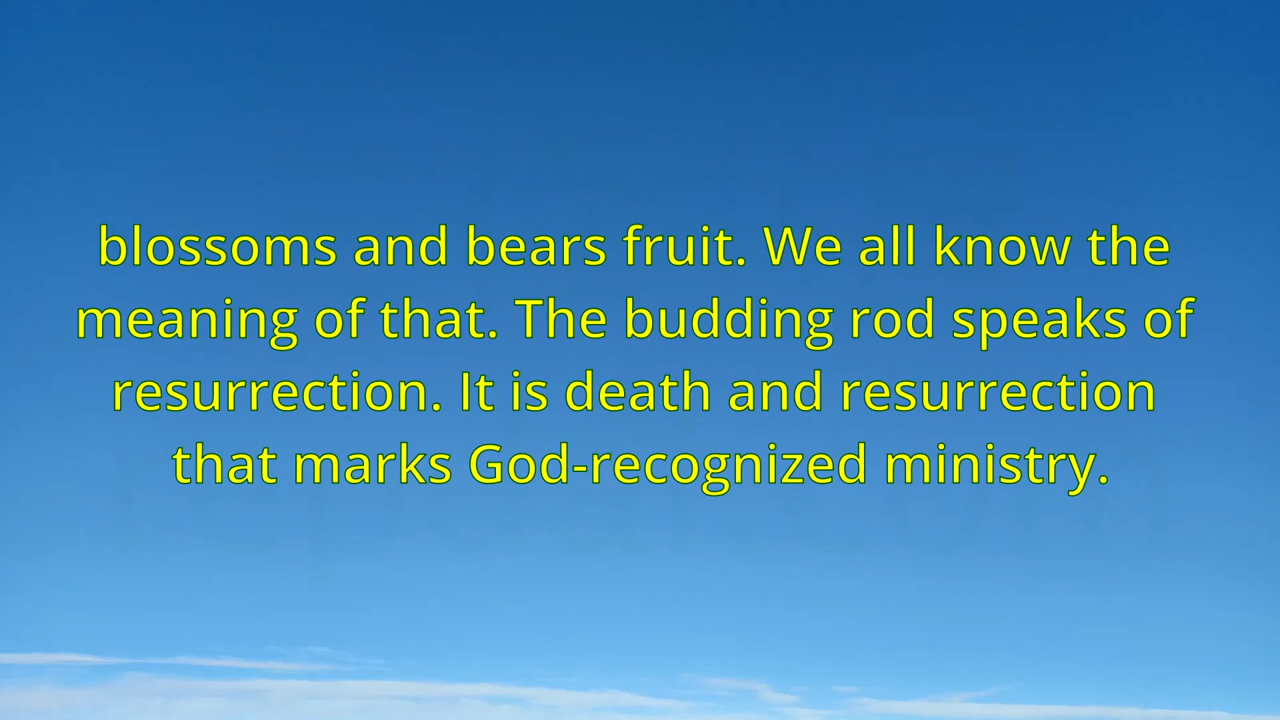 blossoms and bears fruit. We all know the
meaning of that. The budding rod speaks of
resurrection. It is death and resurrection
that marks God-recognized ministry.